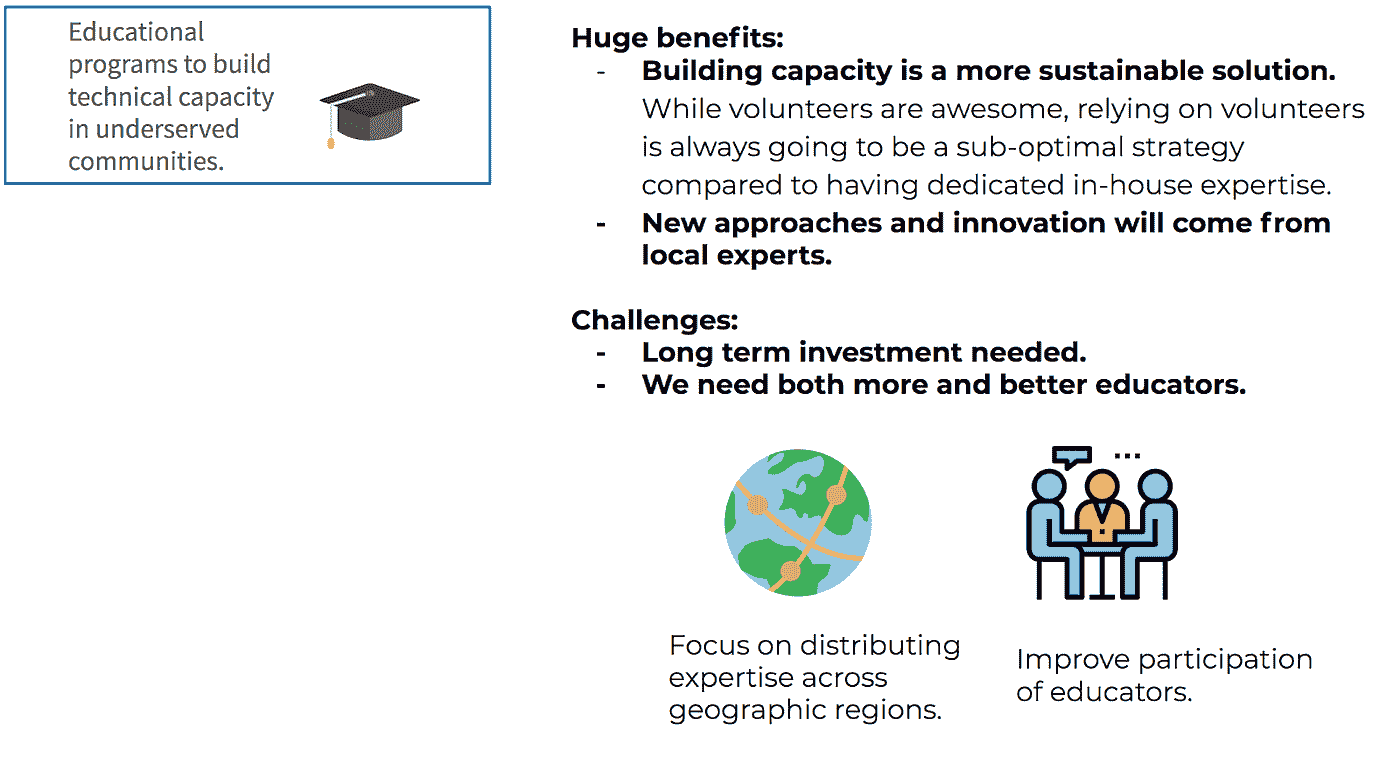 Educational
programs to build
technical capacity
in underserved
communities.
Huge benefits:
- Building capacity is a more sustainable solution.
While volunteers are awesome, relying on volunteers
is always going to be a sub-optimal strategy
compared to having dedicated in-house expertise.
- New approaches and innovation will come from
local experts.
Challenges:
- Long term investment needed.
- We need both more and better educators.
Focus on distributing
expertise across
geographic regions.
Improve participation
of educators.